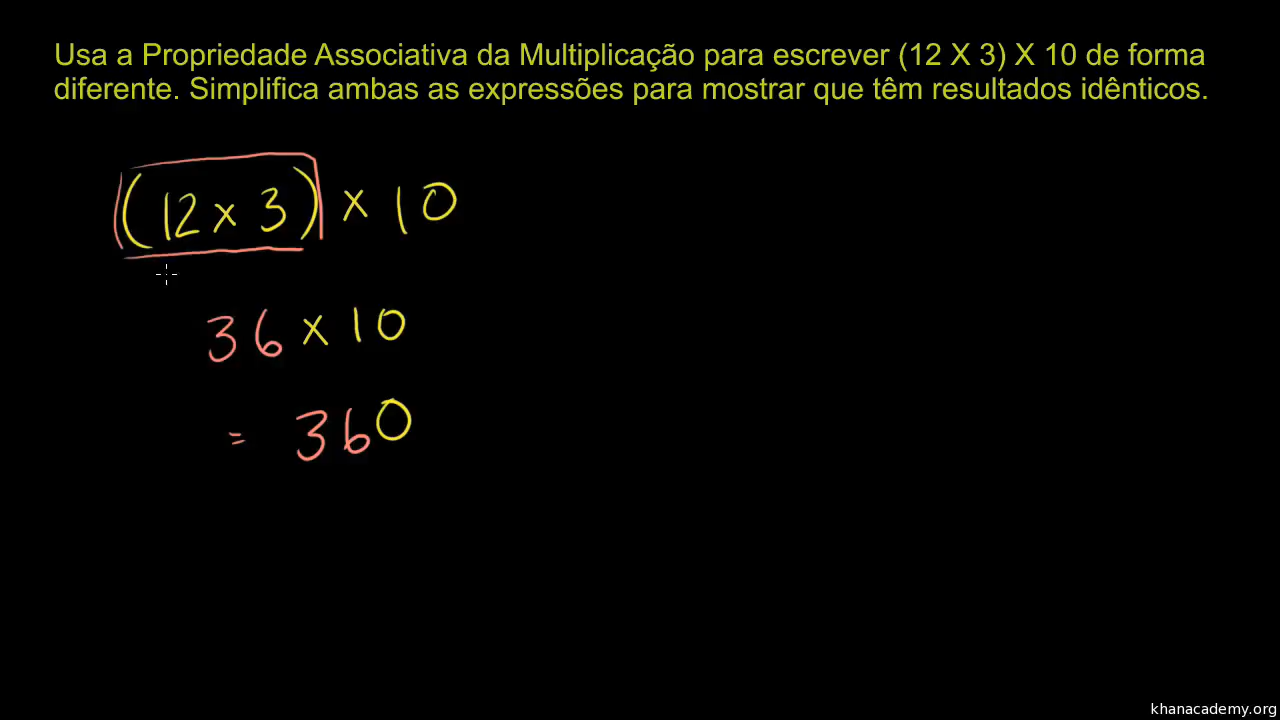 Usa a Propriedade Associativa da Multiplicação para escrever (12 X 3) X 10 de forma
diferente. Simplifica ambas as expressões para mostrar que têm resultados idênticos.
(12 x 3) x 10
36 x 10
= 360
khanacademy.org